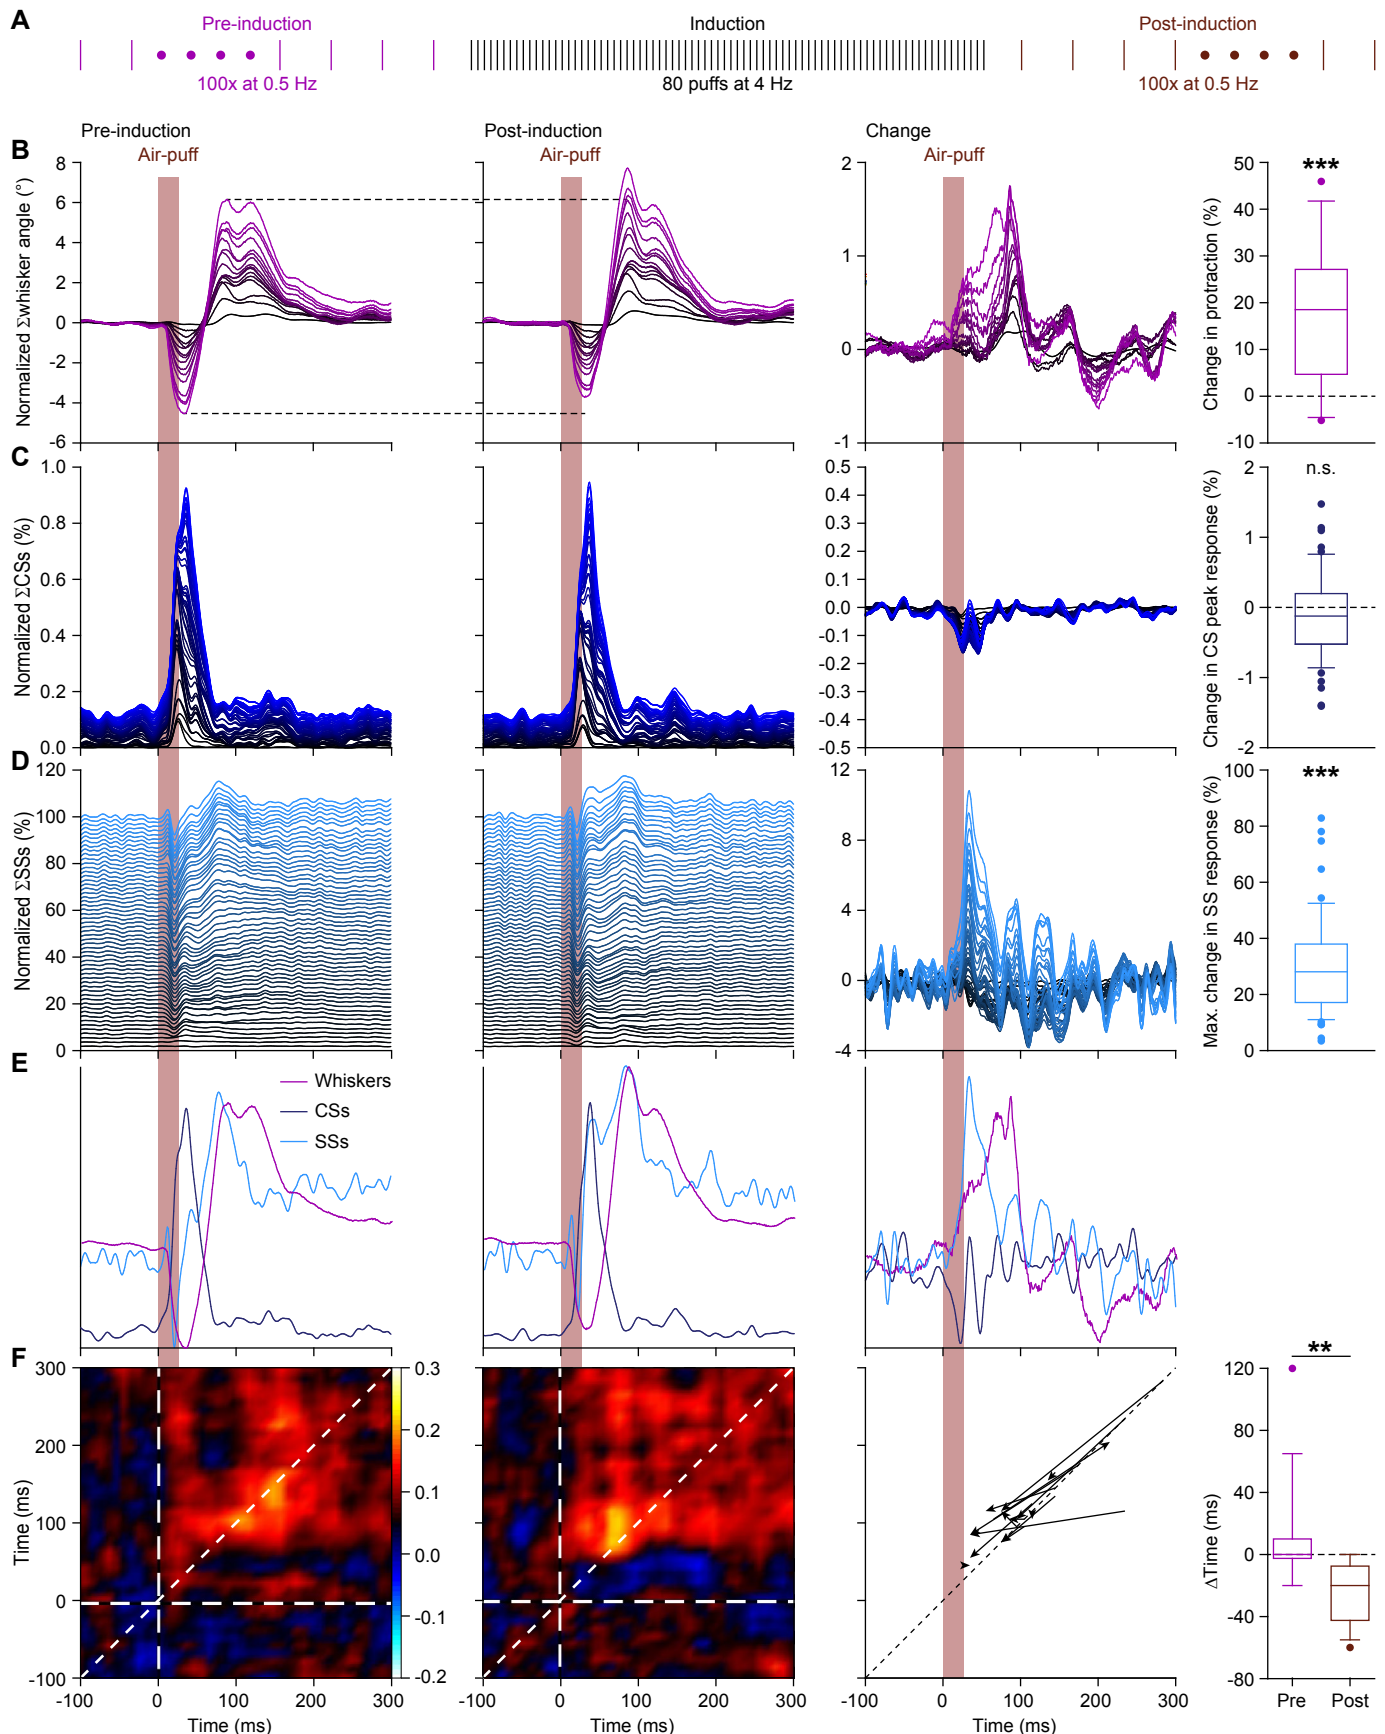 A
Pre-induction
Induction
Post-induction
100x at 0.5 Hz
80 puffs at 4 Hz
100x at 0.5 Hz
Pre-induction
Post-induction
Change
B
Air-puff
Air-puff
Air-puff
Normalized Σwhisker angle (°)
8
6
4
2
0
-2
-4
-6
2
1
0
-1
Change in protraction (%)
50
40
30
20
10
0
-10
***
C
Normalized ΣCSs (%)
1.0
0.8
0.6
0.4
0.2
0.0
0.5
0.4
0.3
0.2
0.1
0.0
-0.1
-0.2
-0.3
-0.4
-0.5
Change in CS peak response (%)
2
1
0
-1
-2
n.s.
D
Normalized ΣSSs (%)
120
100
80
60
40
20
0
12
8
4
0
-4
Max. change in SS response (%)
100
80
60
40
20
0
***
E
Whiskers
CSs
SSs
F
Time (ms)
300
200
100
0
-100
0.3
0.2
0.1
0.0
-0.1
-0.2
-100 0 100 200 300
Time (ms)
-100 0 100 200 300
Time (ms)
-100 0 100 200 300
Time (ms)
ΔTime (ms)
120
80
40
0
-40
-80
**
Pre Post